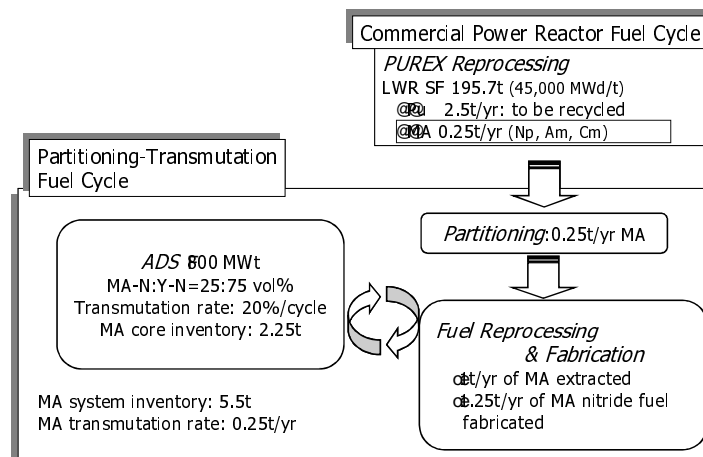 Commercial Power Reactor Fuel Cycle
PUREX Reprocessing
LWR SF 195.7t (45,000 MWd/t)
2.5t/yr: to be recycled
MA 0.25t/yr (Np, Am, Cm)
Partitioning-Transmutation
Fuel Cycle
Partitioning:0.25t/yr MA
ADS 800 MWt
MA-N:Y-N=25:75 vol%
Transmutation rate: 20%/cycle
MA core inventory: 2.25t
Fuel Reprocessing
& Fabrication
1t/yr of MA extracted
1.25t/yr of MA nitride fuel
fabricated
MA system inventory: 5.5t
MA transmutation rate: 0.25t/yr